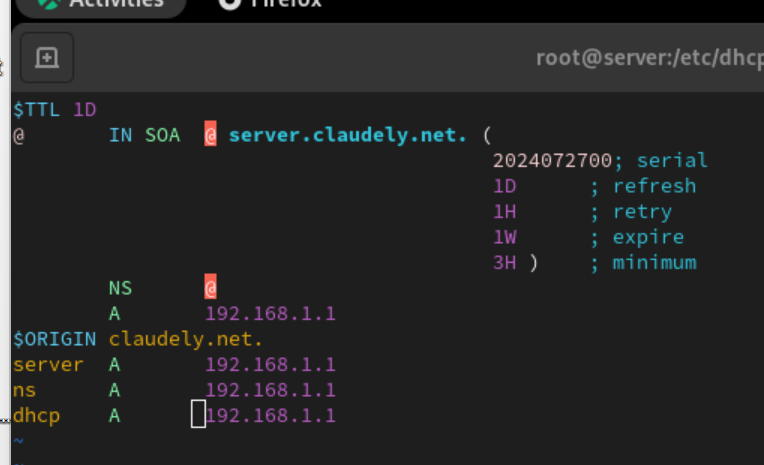 Activities Firefox
root@server:/etc/dhcp
$TTL 1D
@ IN SOA @ server.claudely.net. (
2024072700; serial
1D ; refresh
1H ; retry
1W ; expire
3H ) ; minimum
NS @
A 192.168.1.1
$ORIGIN claudely.net.
server A 192.168.1.1
ns A 192.168.1.1
dhcp A 192.168.1.1
~